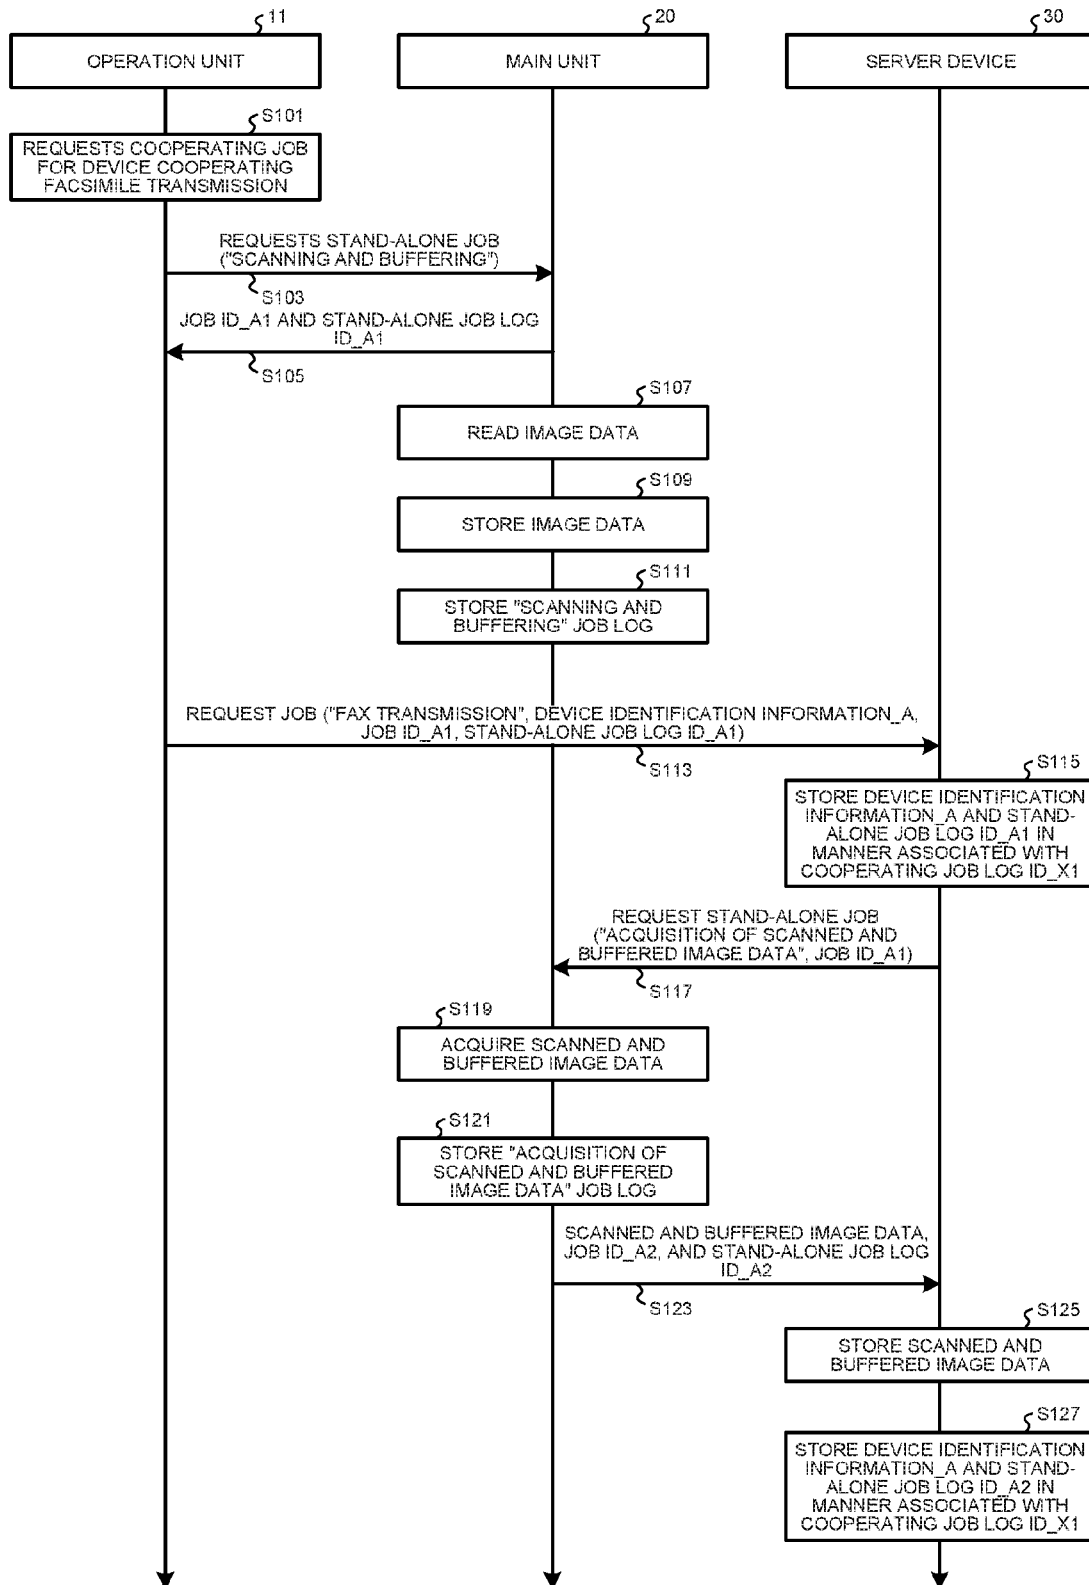 11
20
30
OPERATION UNIT
MAIN UNIT
SERVER DEVICE
S101
REQUESTS COOPERATING JOB
FOR DEVICE COOPERATING
FACSIMILE TRANSMISSION
REQUESTS STAND-ALONE JOB
("SCANNING AND BUFFERING")
S103
JOB ID_A1 AND STAND-ALONE JOB LOG
ID_A1
S105
S107
READ IMAGE DATA
S109
STORE IMAGE DATA
S111
STORE "SCANNING AND
BUFFERING" JOB LOG
REQUEST JOB ("FAX TRANSMISSION", DEVICE IDENTIFICATION INFORMATION_A,
JOB ID_A1, STAND-ALONE JOB LOG ID_A1)
S113
S115
STORE DEVICE IDENTIFICATION
INFORMATION_A AND STAND-
ALONE JOB LOG ID_A1 IN
MANNER ASSOCIATED WITH
COOPERATING JOB LOG ID_X1
REQUEST STAND-ALONE JOB
("ACQUISITION OF SCANNED AND
BUFFERED IMAGE DATA", JOB ID_A1)
S117
S119
ACQUIRE SCANNED AND
BUFFERED IMAGE DATA
S121
STORE "ACQUISITION OF
SCANNED AND BUFFERED
IMAGE DATA" JOB LOG
SCANNED AND BUFFERED IMAGE DATA,
JOB ID_A2, AND STAND-ALONE JOB LOG
ID_A2
S123
S125
STORE SCANNED AND
BUFFERED IMAGE DATA
S127
STORE DEVICE IDENTIFICATION
INFORMATION_A AND STAND-
ALONE JOB LOG ID_A2 IN
MANNER ASSOCIATED WITH
COOPERATING JOB LOG ID_X1